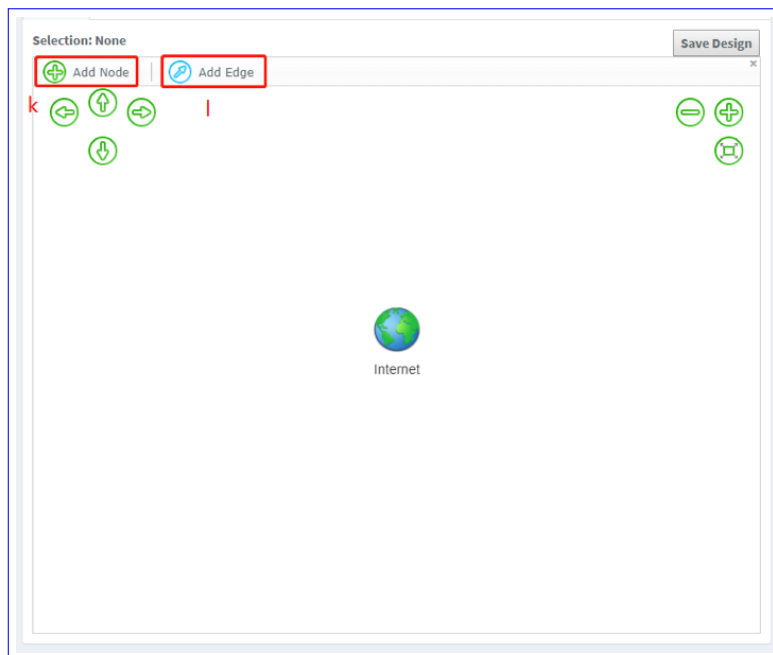 Selection: None
Save Design
Add Node
Add Edge
k
l
Internet